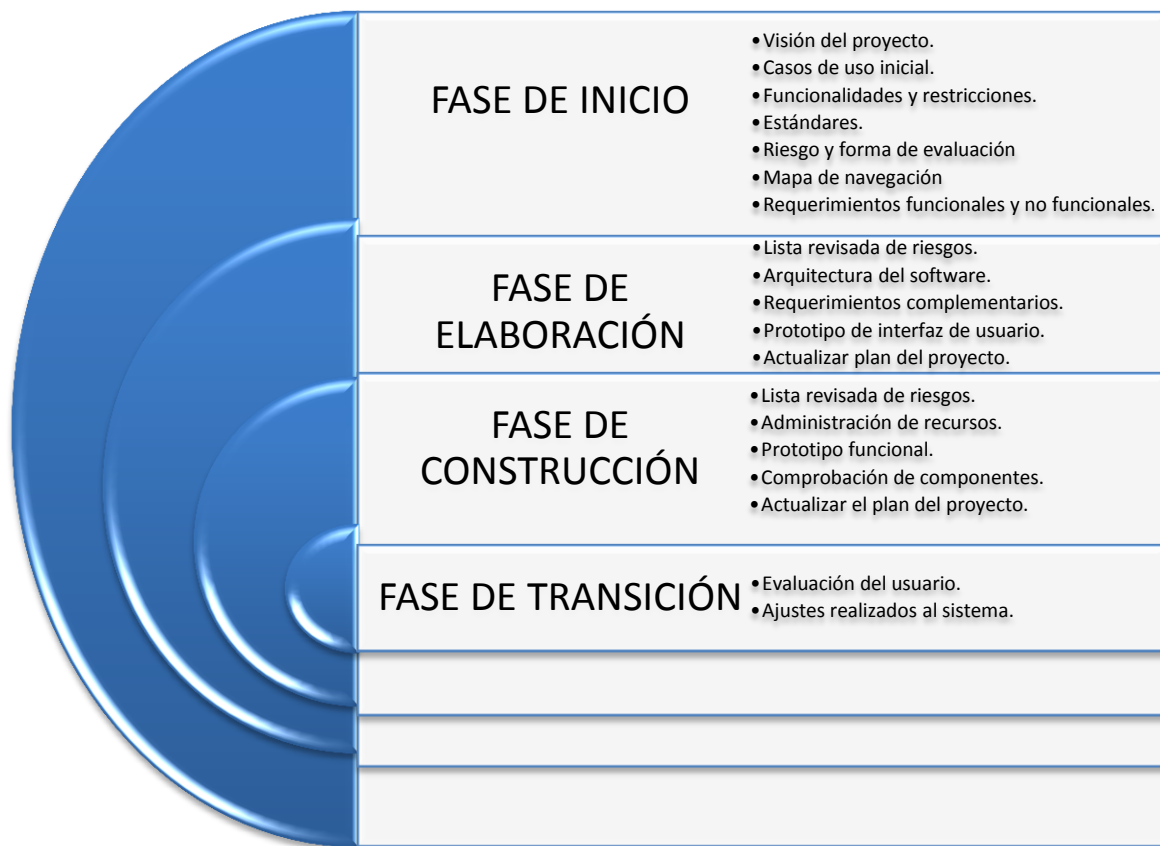 FASE DE INICIO
•Visión del proyecto.
•Casos de uso inicial.
•Funcionalidades y restricciones.
•Estándares.
•Riesgo y forma de evaluación
•Mapa de navegación
•Requerimientos funcionales y no funcionales.
FASE DE
ELABORACIÓN
•Lista revisada de riesgos.
•Arquitectura del software.
•Requerimientos complementarios.
•Prototipo de interfaz de usuario.
•Actualizar plan del proyecto.
FASE DE
CONSTRUCCIÓN
•Lista revisada de riesgos.
•Administración de recursos.
•Prototipo funcional.
•Comprobación de componentes.
•Actualizar el plan del proyecto.
FASE DE TRANSICIÓN
•Evaluación del usuario.
•Ajustes realizados al sistema.